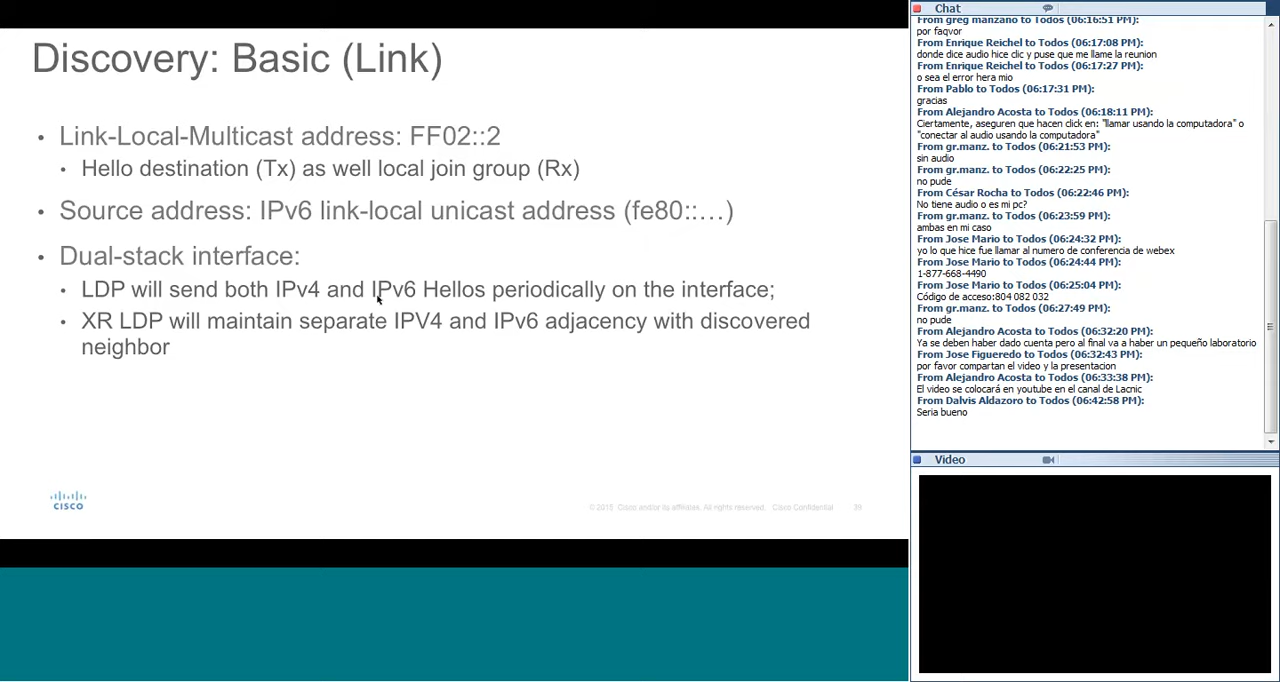 Discovery: Basic (Link)
• Link-Local-Multicast address: FF02::2
• Hello destination (Tx) as well local join group (Rx)
• Source address: IPv6 link-local unicast address (fe80::…)
• Dual-stack interface:
• LDP will send both IPv4 and IPv6 Hellos periodically on the interface;
• XR LDP will maintain separate IPV4 and IPv6 adjacency with discovered
neighbor
CISCO
© 2015 Cisco and/or its affiliates. All rights reserved. Cisco Confidential
Chat
From greg manzano to Todos (06:16:51 PM):
por faqvor
From Enrique Reichel to Todos (06:17:08 PM):
donde dice audio hice clic y puse que me llame la reunion
From Enrique Reichel to Todos (06:17:27 PM):
o sea el error hera mio
From Pablo to Todos (06:17:31 PM):
gracias
From Alejandro Acosta to Todos (06:18:11 PM):
Ciertamente, aseguren que hacen click en: "llamar usando la computadora" o
"conectar al audio usando la computadora"
From gr.manz. to Todos (06:21:53 PM):
sin audio
From gr.manz. to Todos (06:22:25 PM):
no pude
From César Rocha to Todos (06:22:46 PM):
No tiene audio o es mi pc?
From gr.manz. to Todos (06:23:59 PM):
ambas en mi caso
From Jose Mario to Todos (06:24:32 PM):
yo lo que hice fue llamar al numero de conferencia de webex
From Jose Mario to Todos (06:24:44 PM):
1-877-668-4490
From Jose Mario to Todos (06:25:04 PM):
Código de acceso:804 082 032
From gr.manz. to Todos (06:27:49 PM):
no pude
From Alejandro Acosta to Todos (06:32:20 PM):
Ya se deben haber dado cuenta pero al final va a haber un pequeño laboratorio
From Jose Figueredo to Todos (06:32:43 PM):
por favor compartan el video y la presentacion
From Alejandro Acosta to Todos (06:33:38 PM):
El video se colocará en youtube en el canal de Lacnic
From Dalvis Aldazoro to Todos (06:42:58 PM):
Seria bueno
Video